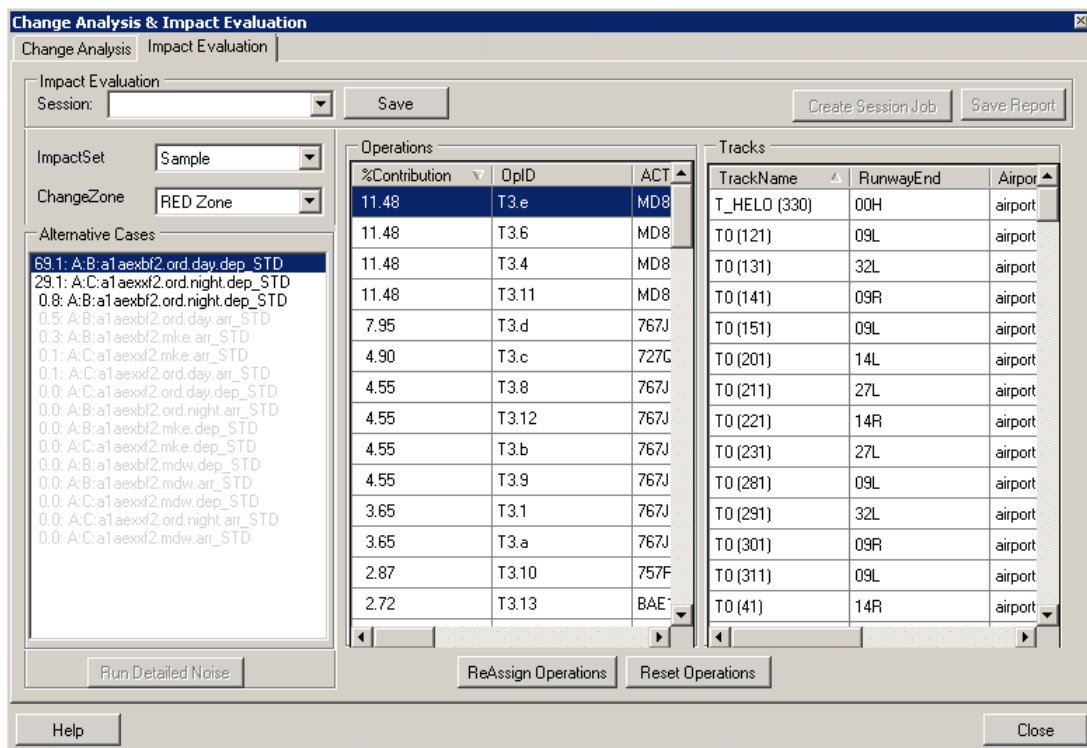 Change Analysis & Impact Evaluation
Change Analysis Impact Evaluation
Impact Evaluation
Session: Save Create Session Job Save Report
ImpactSet Sample
ChangeZone RED Zone
Alternative Cases
69.1: A:B:a1aexbf2.ord.day.dep_STD
29.1: A:C:a1aexxf2.ord.night.dep_STD
0.8: A:B:a1aexbf2.ord.night.dep_STD
0.5: A:B:a1aexbf2.ord.day.arr_STD
0.3: A:B:a1aexbf2.mke.arr_STD
0.1: A:C:a1aexxf2.mke.arr_STD
0.1: A:C:a1aexxf2.ord.day.arr_STD
0.0: A:C:a1aexxf2.ord.day.dep_STD
0.0: A:B:a1aexbf2.ord.night.arr_STD
0.0: A:B:a1aexbf2.mke.dep_STD
0.0: A:C:a1aexxf2.mke.dep_STD
0.0: A:B:a1aexbf2.mdw.dep_STD
0.0: A:B:a1aexbf2.mdw.arr_STD
0.0: A:C:a1aexxf2.mdw.dep_STD
0.0: A:C:a1aexxf2.ord.night.arr_STD
0.0: A:C:a1aexxf2.mdw.arr_STD
Run Detailed Noise
Operations
%Contribution OpID ACT
11.48 T3.e MD8
11.48 T3.6 MD8
11.48 T3.4 MD8
11.48 T3.11 MD8
7.95 T3.d 767J
4.90 T3.c 727Q
4.55 T3.8 767J
4.55 T3.12 767J
4.55 T3.b 767J
4.55 T3.9 767J
3.65 T3.1 767J
3.65 T3.a 767J
2.87 T3.10 757F
2.72 T3.13 BAE
Tracks
TrackName RunwayEnd Airpor
T_HELO (330) 00H airport
T0 (121) 09L airport
T0 (131) 32L airport
T0 (141) 09R airport
T0 (151) 09L airport
T0 (201) 14L airport
T0 (211) 27L airport
T0 (221) 14R airport
T0 (231) 27L airport
T0 (281) 09L airport
T0 (291) 32L airport
T0 (301) 09R airport
T0 (311) 09L airport
T0 (41) 14R airport
ReAssign Operations Reset Operations
Help Close